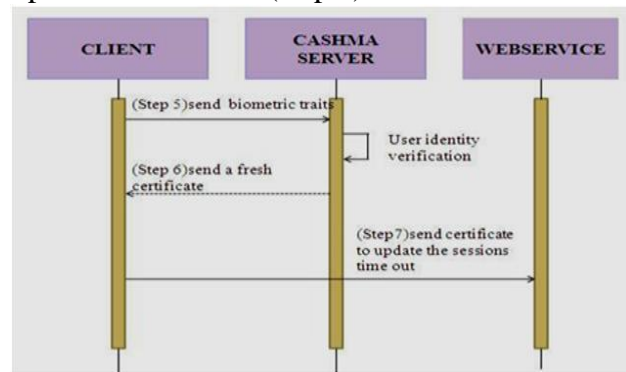 CLIENT
CASHMA
SERVER
WEBSERVICE
(Step 5)send biometric traits
User identity
verification
(Step 6)send a fresh
certificate
(Step7)send certificate
to update the sessions
time out